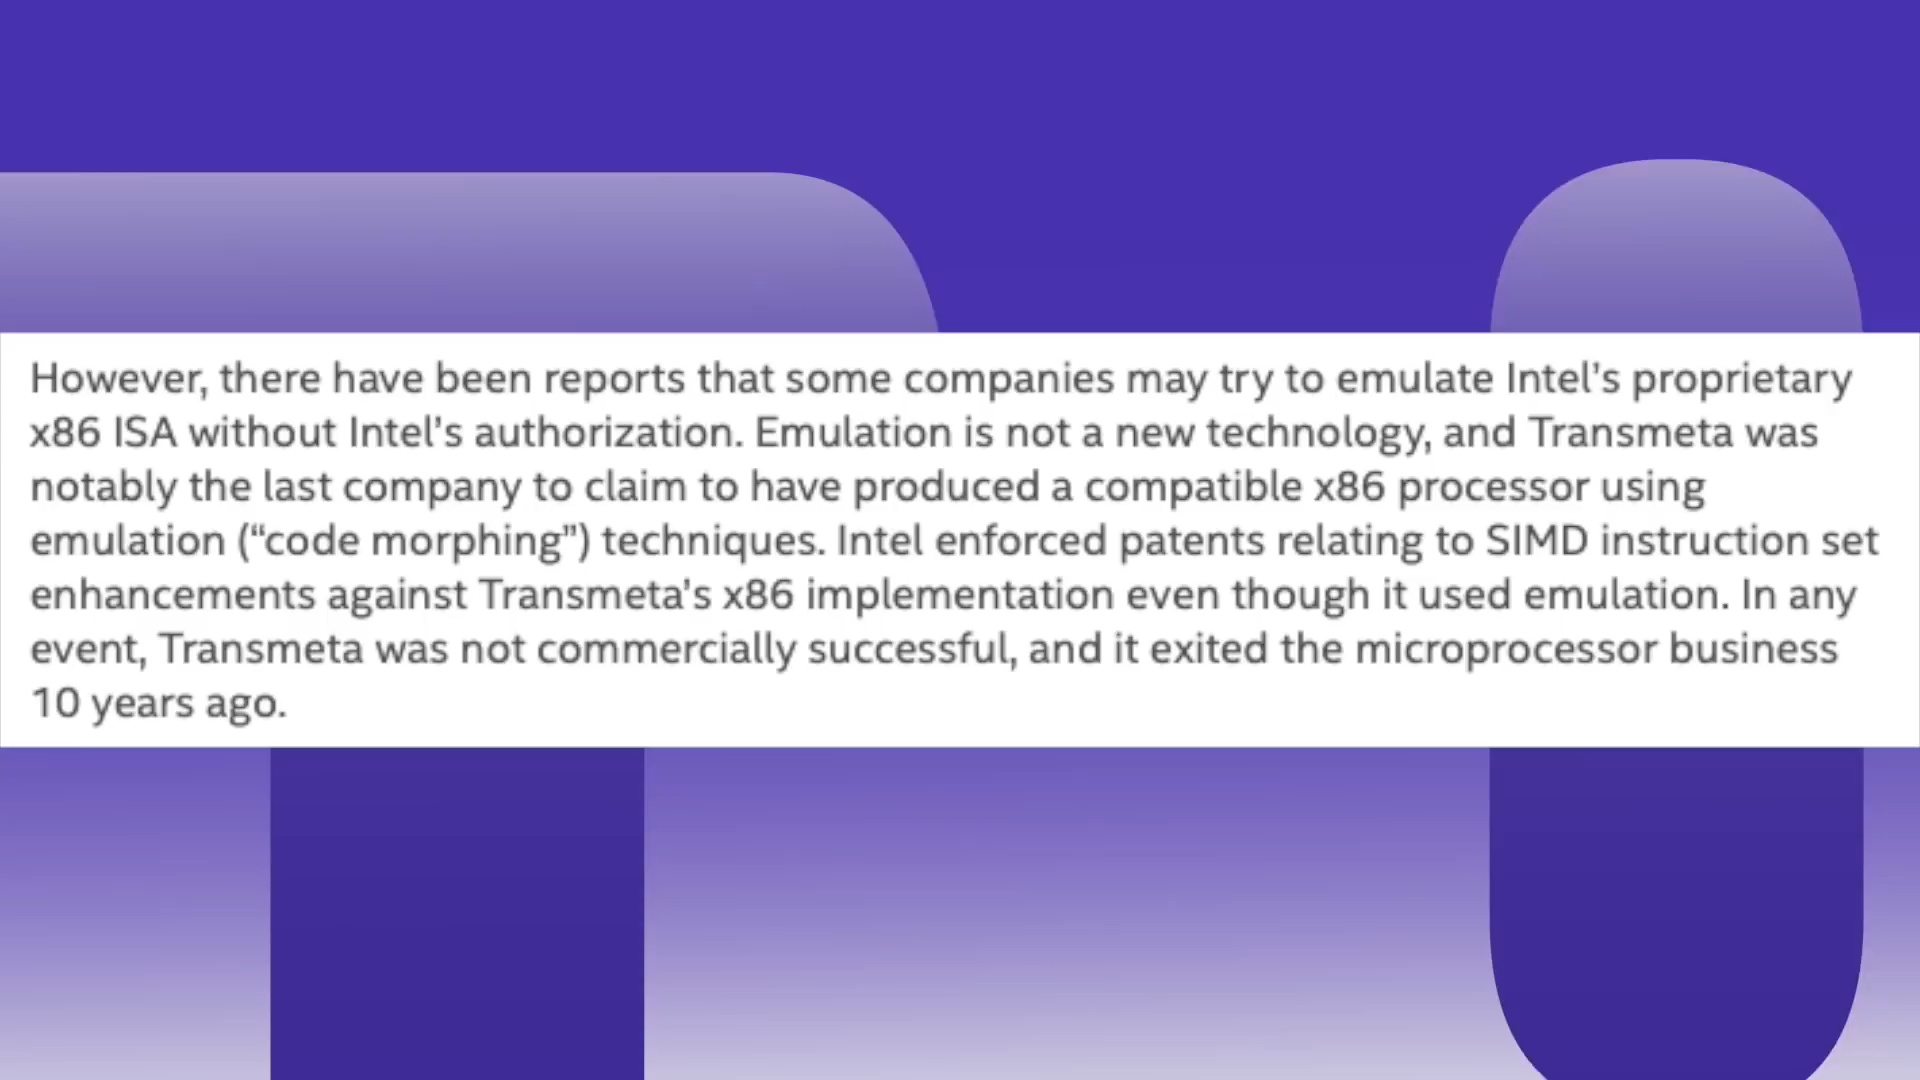 However, there have been reports that some companies may try to emulate Intel’s proprietary
x86 ISA without Intel’s authorization. Emulation is not a new technology, and Transmeta was
notably the last company to claim to have produced a compatible x86 processor using
emulation (“code morphing”) techniques. Intel enforced patents relating to SIMD instruction set
enhancements against Transmeta’s x86 implementation even though it used emulation. In any
event, Transmeta was not commercially successful, and it exited the microprocessor business
10 years ago.